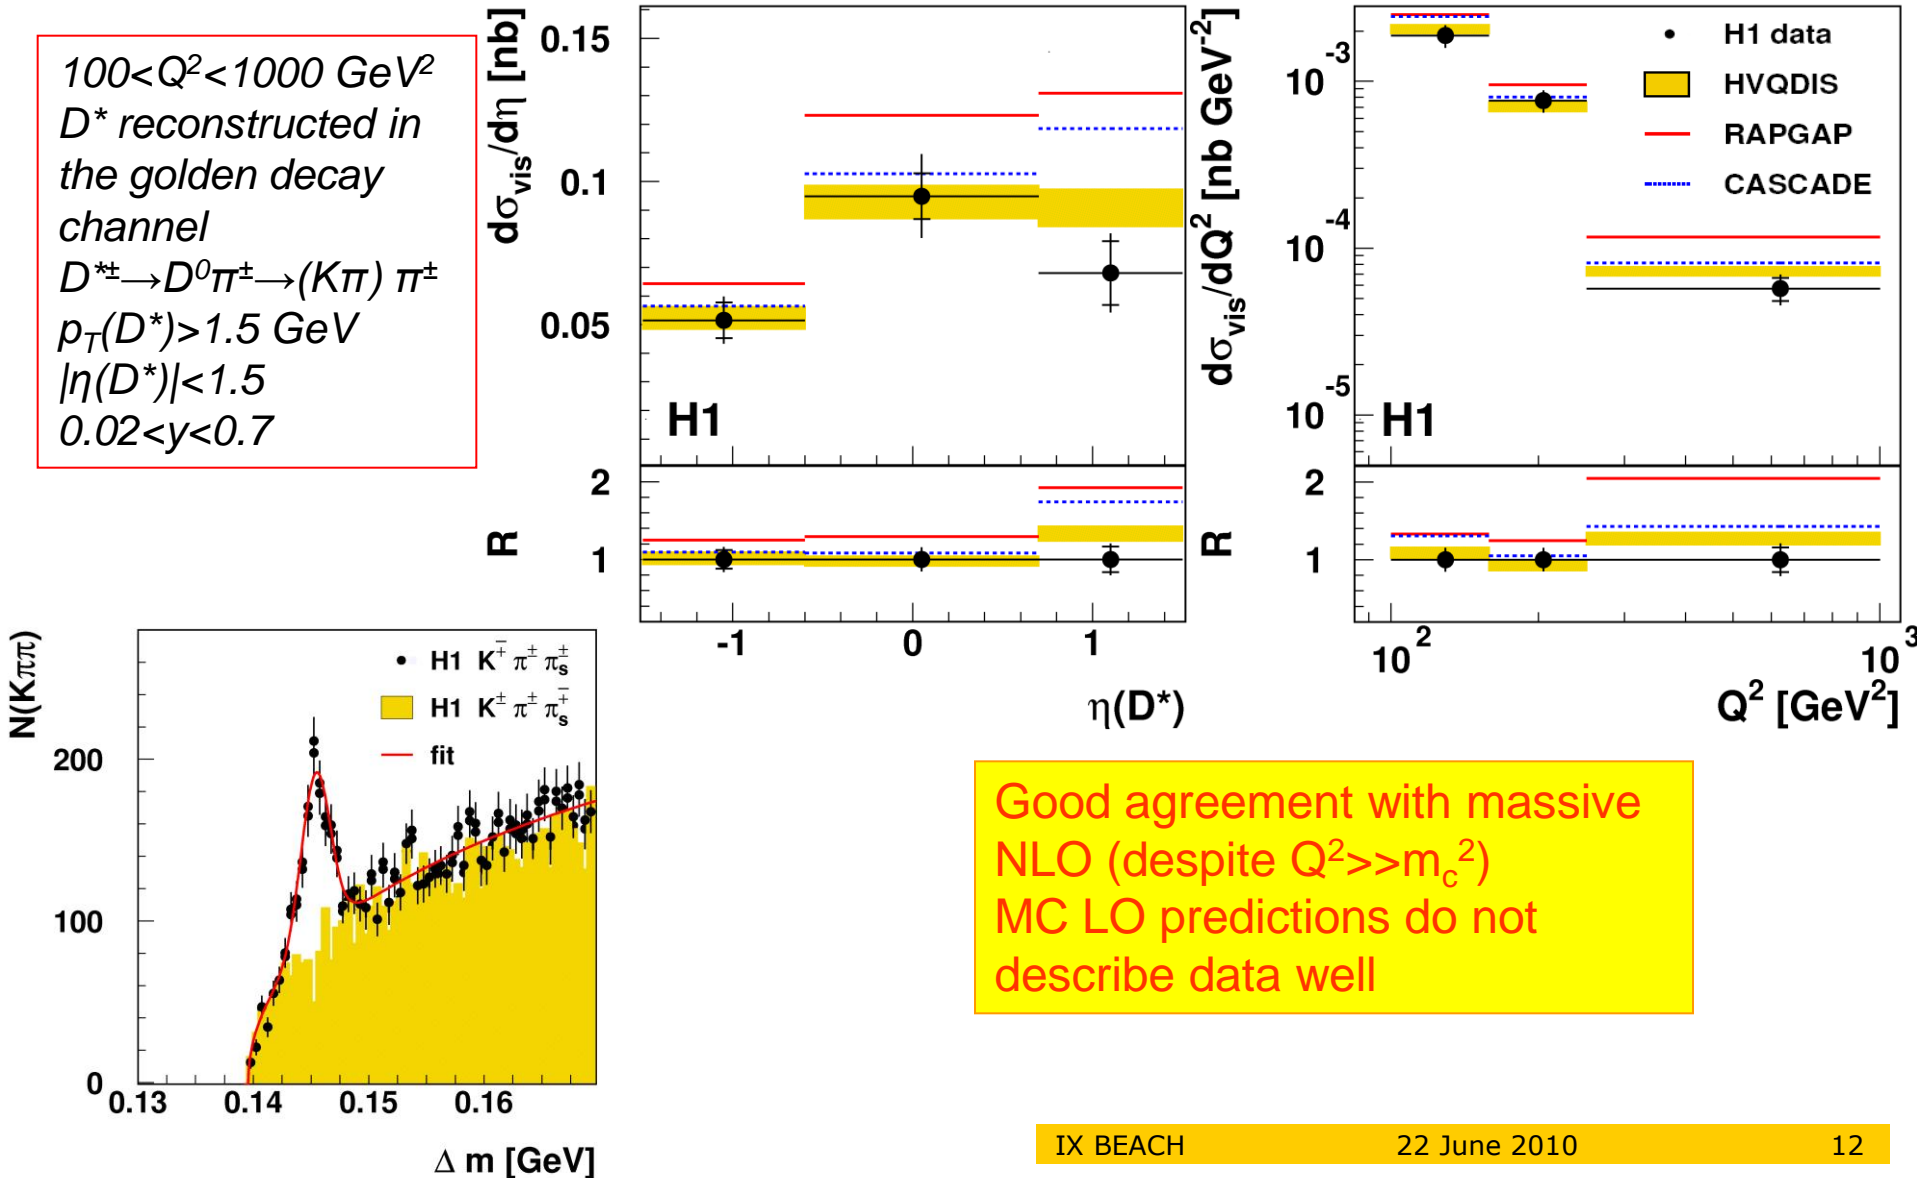 100<Q²<1000 GeV²
D* reconstructed in
the golden decay
channel
D*±→D⁰π±→(Kπ) π±
p_T(D*)>1.5 GeV
|η(D*)|<1.5
0.02<y<0.7
dσ_vis/dη [nb]
0.15
0.1
0.05
H1
R
2
1
-1 0 1
η(D*)
dσ_vis/dQ² [nb GeV⁻²]
10⁻³
10⁻⁴
10⁻⁵
H1 data
HVQDIS
RAPGAP
CASCADE
H1
R
2
1
10² 10³
Q² [GeV²]
N(Kππ)
H1 K∓ π± π_s±
H1 K± π± π_s∓
fit
200
100
0
0.13 0.14 0.15 0.16
Δ m [GeV]
Good agreement with massive
NLO (despite Q²>>m_c²)
MC LO predictions do not
describe data well
IX BEACH 22 June 2010 12